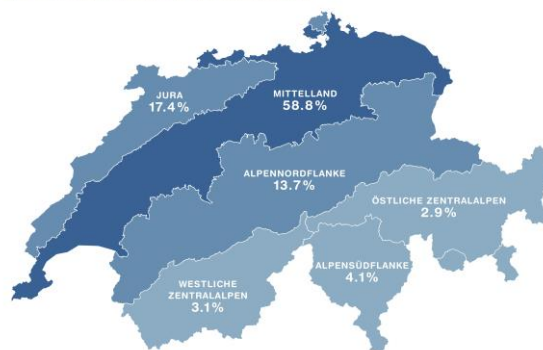 JURA
17.4%
MITTELLAND
58.8%
ALPENNORDFLANKE
13.7%
ÖSTLICHE ZENTRALALPEN
2.9%
ALPENSÜDFLANKE
4.1%
WESTLICHE
ZENTRALALPEN
3.1%